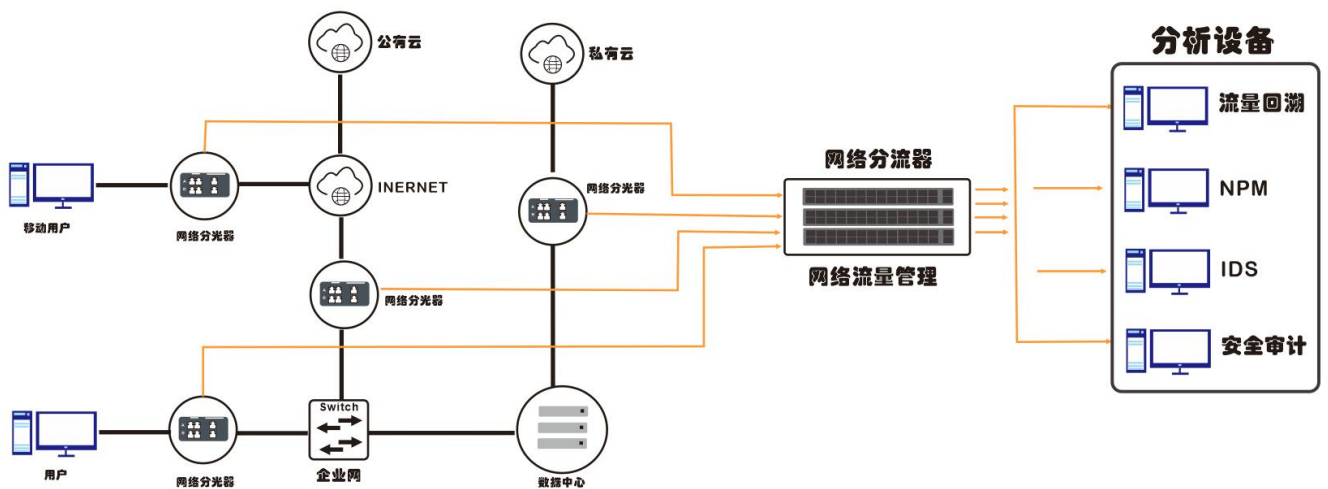 公有云
私有云
分析设备
流量回溯
网络分流器
INERNET
网络分光器
NPM
移动用户
网络分光器
网络流量管理
IDS
网络分光器
安全审计
Switch
用户
网络分光器
企业网
数据中心